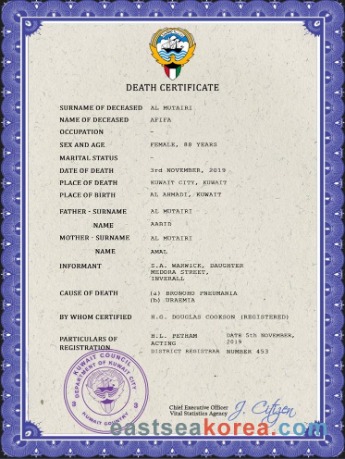 DEATH CERTIFICATE
SURNAME OF DECEASED AL MUTAIRI
NAME OF DECEASED AFIFA
OCCUPATION -
SEX AND AGE FEMALE, 88 YEARS
MARITAL STATUS -
DATE OF DEATH 3rd NOVEMBER, 2019
PLACE OF DEATH KUWAIT CITY, KUWAIT
PLACE OF BIRTH AL AHMADI, KUWAIT
FATHER - SURNAME AL MUTAIRI
NAME AABID
MOTHER - SURNAME AL MUTAIRI
NAME AMAL
INFORMANT S.A. WARWICK, DAUGHTER
MEDORA STREET,
INVERALL
CAUSE OF DEATH (a) BRONOHO PNEUMARIA
(b) URAEMIA
BY WHOM CERTIFIED K.G. DOUGLAS COOKSON (REGISTERED)
PARTICULARS OF REGISTRATION H.L. PETHAM
ACTING
DISTRICT REGISTRAR
DATE 5th NOVEMBER,
2019
NUMBER 453
KUWAIT COUNCIL
DEPARTMENT OF KUWAIT CITY
KUWAIT COUNTRY
Chief Executive Officer
Vital Statistics Agency
J. Citizen
eastseakorea.com